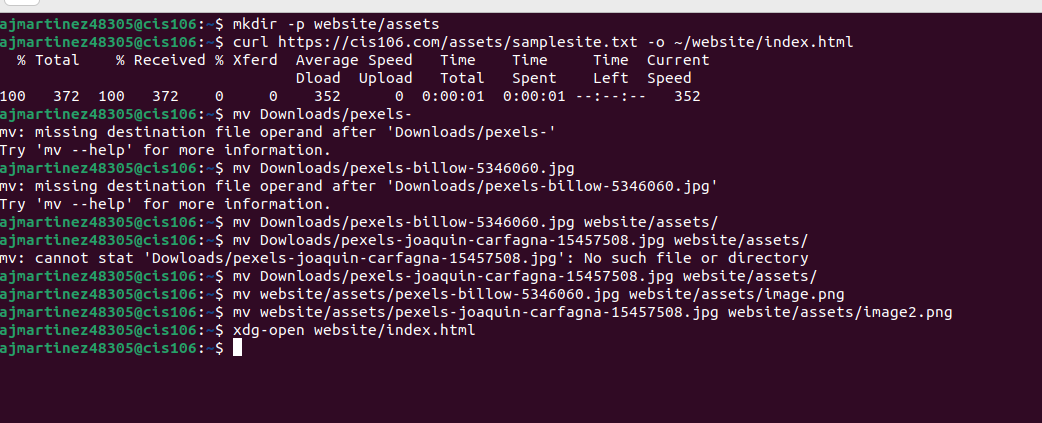 ajmartinez48305@cis106:~$ mkdir -p website/assets
ajmartinez48305@cis106:~$ curl https://cis106.com/assets/samplesite.txt -o ~/website/index.html
  % Total    % Received % Xferd  Average Speed   Time    Time     Time  Current
                                 Dload  Upload   Total   Spent    Left  Speed
100   372  100   372    0     0    352      0  0:00:01  0:00:01 --:--:--   352
ajmartinez48305@cis106:~$ mv Downloads/pexels-
mv: missing destination file operand after 'Downloads/pexels-'
Try 'mv --help' for more information.
ajmartinez48305@cis106:~$ mv Downloads/pexels-billow-5346060.jpg
mv: missing destination file operand after 'Downloads/pexels-billow-5346060.jpg'
Try 'mv --help' for more information.
ajmartinez48305@cis106:~$ mv Downloads/pexels-billow-5346060.jpg website/assets/
ajmartinez48305@cis106:~$ mv Dowloads/pexels-joaquin-carfagna-15457508.jpg website/assets/
mv: cannot stat 'Dowloads/pexels-joaquin-carfagna-15457508.jpg': No such file or directory
ajmartinez48305@cis106:~$ mv Downloads/pexels-joaquin-carfagna-15457508.jpg website/assets/
ajmartinez48305@cis106:~$ mv website/assets/pexels-billow-5346060.jpg website/assets/image.png
ajmartinez48305@cis106:~$ mv website/assets/pexels-joaquin-carfagna-15457508.jpg website/assets/image2.png
ajmartinez48305@cis106:~$ xdg-open website/index.html
ajmartinez48305@cis106:~$